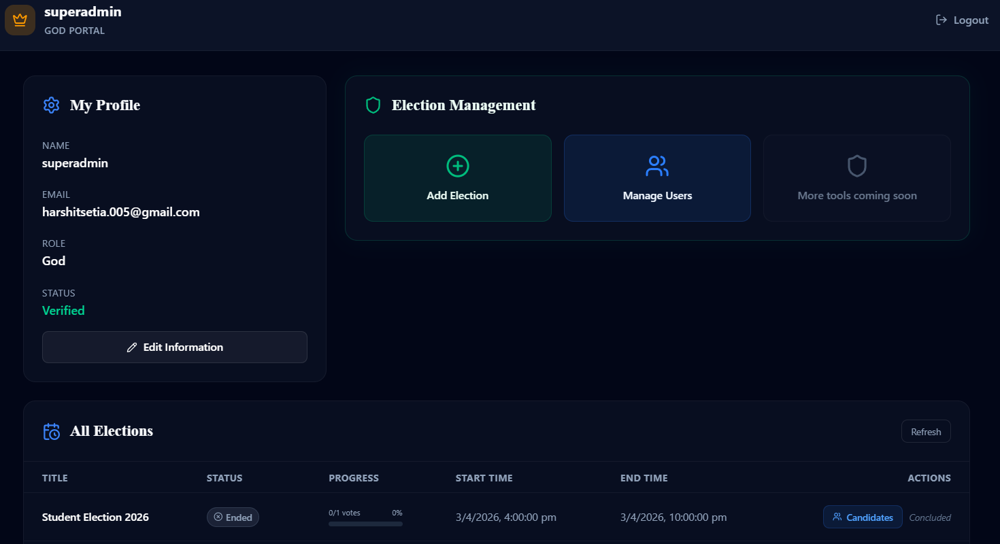 superadmin
GOD PORTAL
Logout
My Profile
NAME
superadmin
EMAIL
harshitsetia.005@gmail.com
ROLE
God
STATUS
Verified
Edit Information
Election Management
Add Election
Manage Users
More tools coming soon
All Elections
Refresh
TITLE STATUS PROGRESS START TIME END TIME ACTIONS
Student Election 2026 Ended 0/1 votes 0% 3/4/2026, 4:00:00 pm 3/4/2026, 10:00:00 pm Candidates Concluded